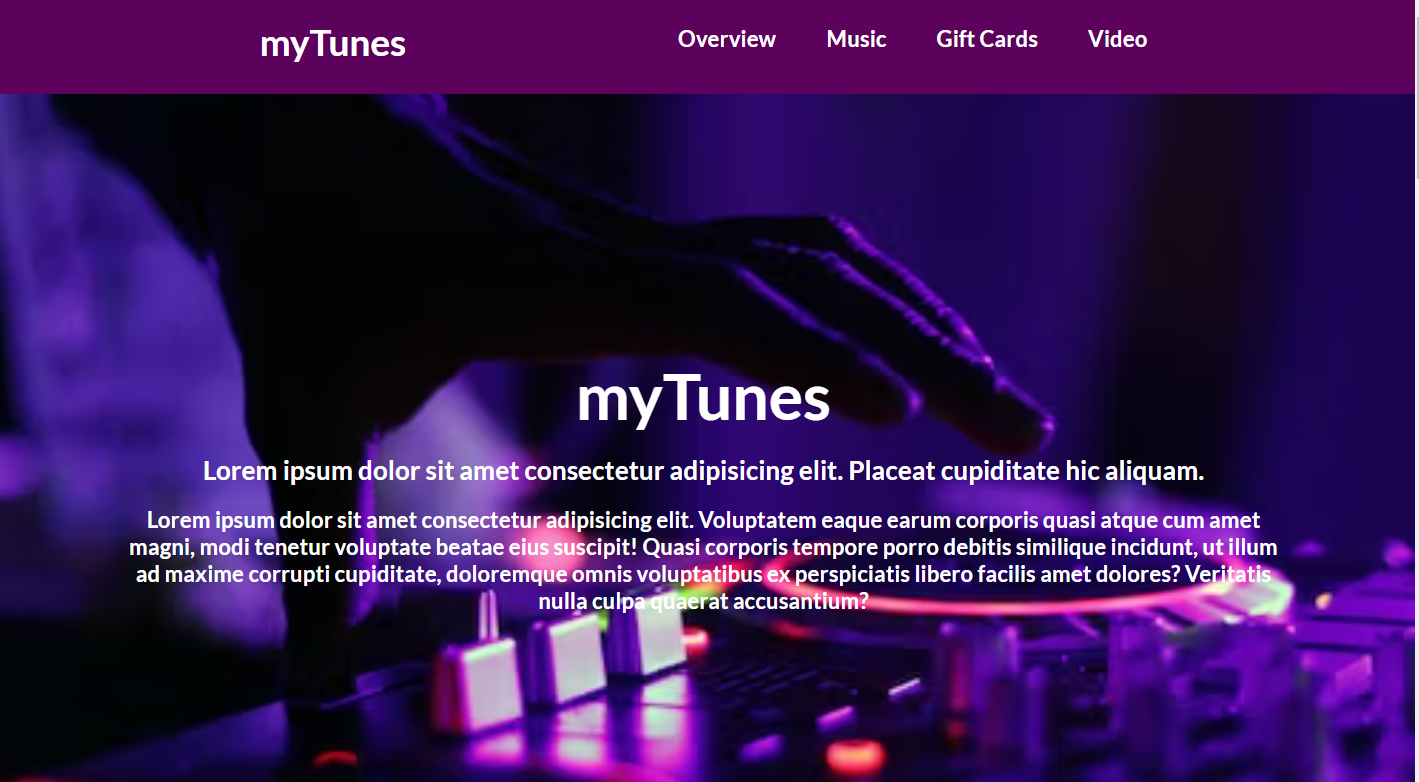 myTunes
Overview Music Gift Cards Video
myTunes
Lorem ipsum dolor sit amet consectetur adipisicing elit. Placeat cupiditate hic aliquam.
Lorem ipsum dolor sit amet consectetur adipisicing elit. Voluptatem eaque earum corporis quasi atque cum amet
magni, modi tenetur voluptate beatae eius suscipit! Quasi corporis tempore porro debitis similique incidunt, ut illum
ad maxime corrupti cupiditate, doloremque omnis voluptatibus ex perspiciatis libero facilis amet dolores? Veritatis
nulla culpa quaerat accusantium?